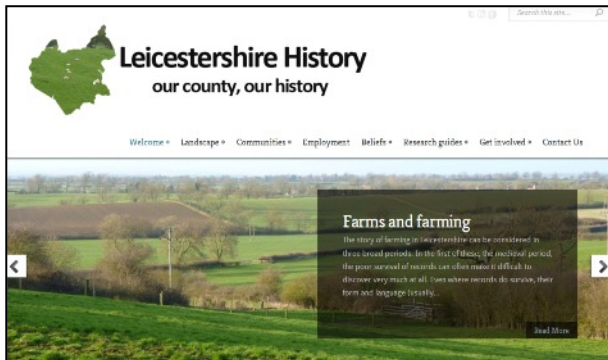 Search this site...
Leicestershire History
our county, our history
Welcome Landscape Communities Employment Beliefs Research guides Get involved Contact Us
Farms and farming
The story of farming in Leicestershire can be considered in
three broad periods. In the first of these, the medieval period,
the poor survival of records can often make it difficult to
discover very much at all. Even where records do survive, their
form and language (usually...
Read More